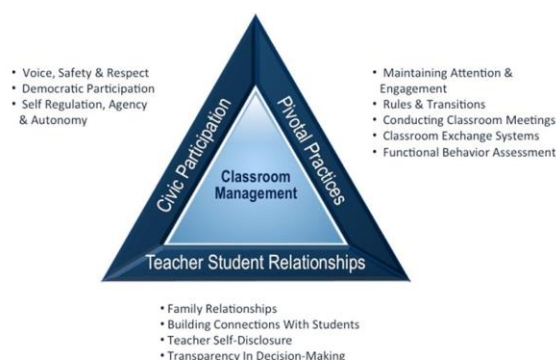 • Voice, Safety & Respect
• Democratic Participation
• Self Regulation, Agency
& Autonomy
Civic Participation
Pivotal Practices
• Maintaining Attention &
Engagement
• Rules & Transitions
• Conducting Classroom Meetings
• Classroom Exchange Systems
• Functional Behavior Assessment
Classroom
Management
Teacher Student Relationships
• Family Relationships
• Building Connections With Students
• Teacher Self-Disclosure
• Transparency In Decision-Making